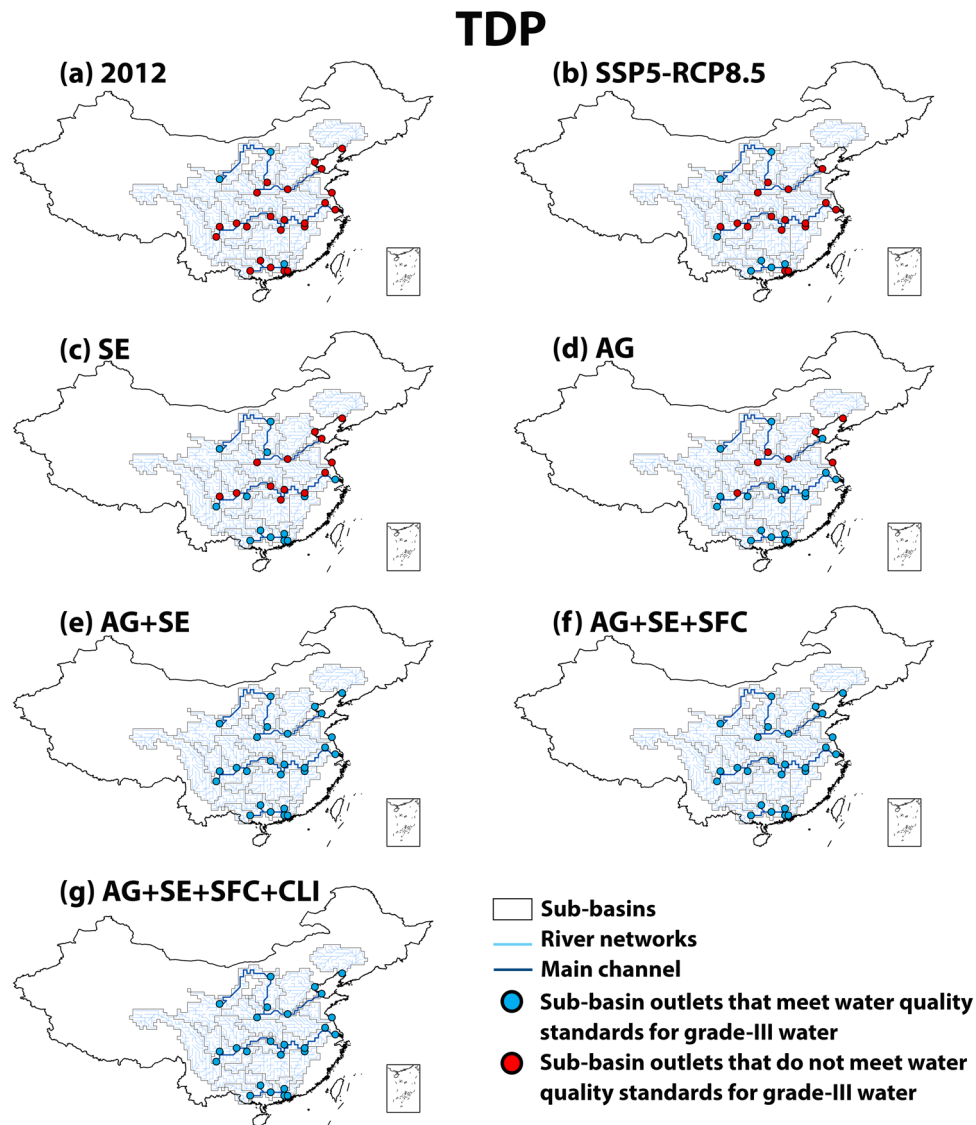 TDP
(a) 2012
(b) SSP5-RCP8.5
(c) SE
(d) AG
(e) AG+SE
(f) AG+SE+SFC
(g) AG+SE+SFC+CLI
Sub-basins
River networks
Main channel
Sub-basin outlets that meet water quality
standards for grade-III water
Sub-basin outlets that do not meet water
quality standards for grade-III water